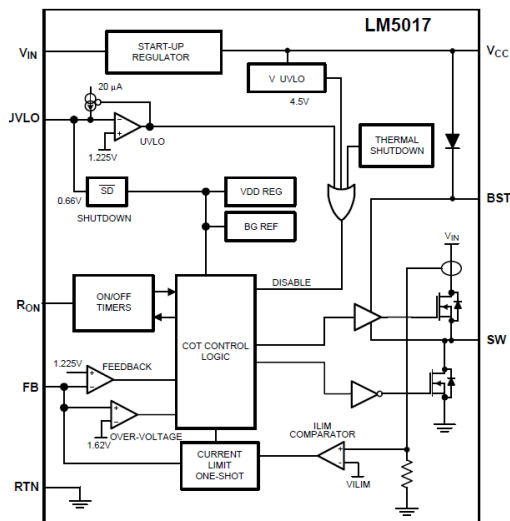 LM5017
VIN
START-UP
REGULATOR
VCC
V UVLO
4.5V
20 µA
UVLO
1.225V
UVLO
THERMAL
SHUTDOWN
0.66V
SD
SHUTDOWN
VDD REG
BG REF
BST
VIN
DISABLE
RON
ON/OFF
TIMERS
COT CONTROL
LOGIC
SW
1.225V
FEEDBACK
FB
OVER-VOLTAGE
1.62V
CURRENT
LIMIT
ONE-SHOT
ILIM
COMPARATOR
VILIM
RTN